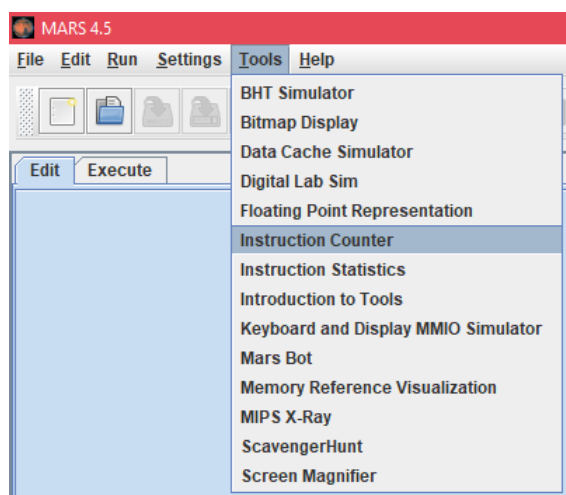 MARS 4.5
File Edit Run Settings Tools Help
BHT Simulator
Bitmap Display
Data Cache Simulator
Edit Execute
Digital Lab Sim
Floating Point Representation
Instruction Counter
Instruction Statistics
Introduction to Tools
Keyboard and Display MMIO Simulator
Mars Bot
Memory Reference Visualization
MIPS X-Ray
ScavengerHunt
Screen Magnifier